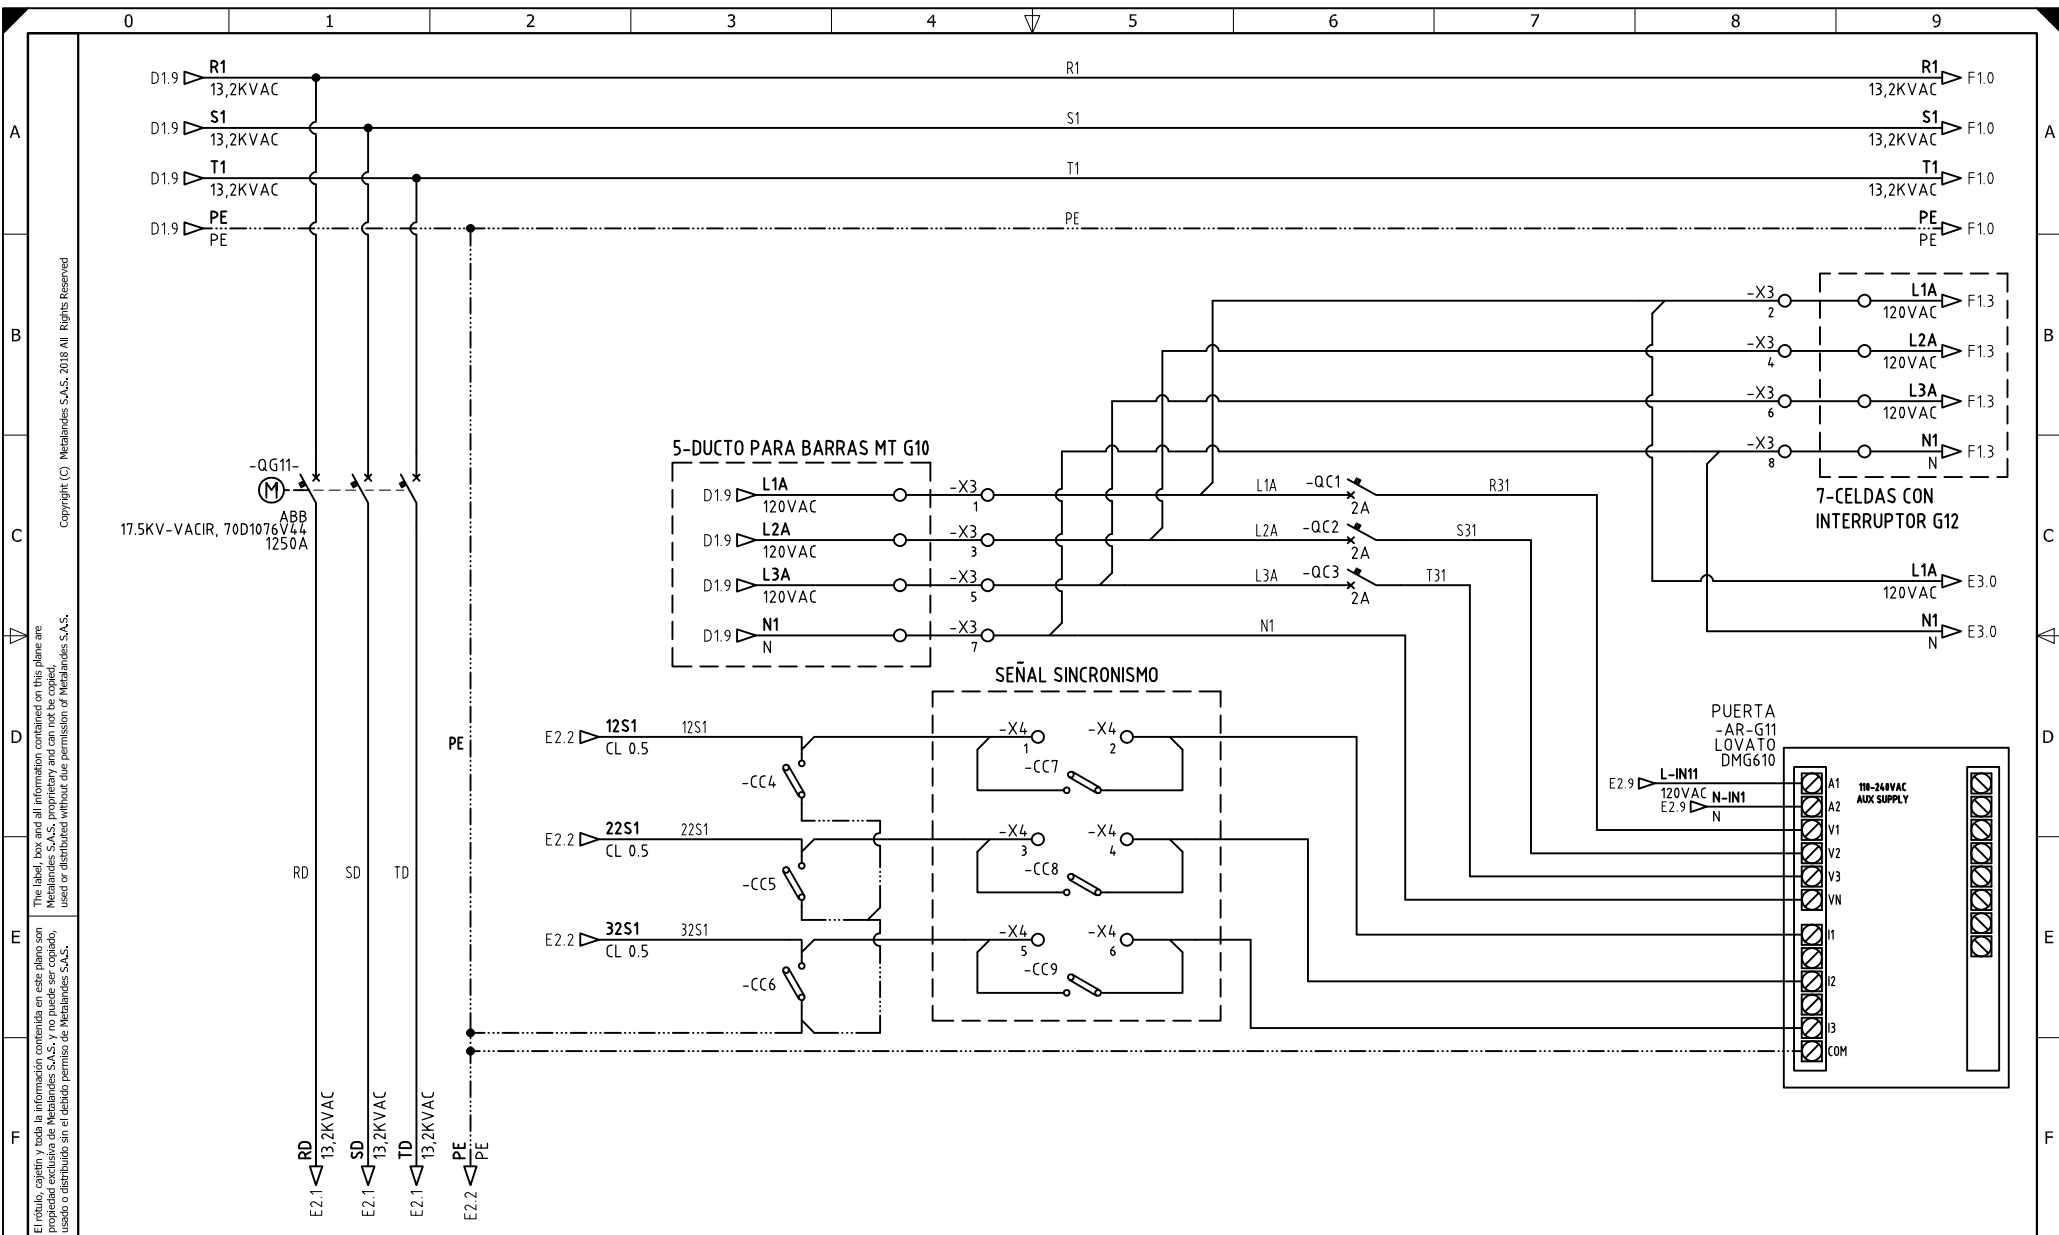 0 1 2 3 4 5 6 7 8 9
D1.9 R1 R1 R1 F1.0
13,2KVAC 13,2KVAC
D1.9 S1 S1 S1 F1.0
A A
13,2KVAC 13,2KVAC
D1.9 T1 T1 T1 F1.0
13,2KVAC 13,2KVAC
D1.9 PE PE PE F1.0
PE PE
-X3 2 L1A F1.3
120VAC
B B
-X3 4 L2A F1.3
120VAC
-X3 6 L3A F1.3
120VAC
-X3 8 N1 F1.3
N
7-CELDAS CON
INTERRUPTOR G12
5-DUCTO PARA BARRAS MT G10
D1.9 L1A -X3 1 L1A -QC1 R31
120VAC 2A
D1.9 L2A -X3 3 L2A -QC2 S31
120VAC 2A
D1.9 L3A -X3 5 L3A -QC3 T31
120VAC 2A
D1.9 N1 -X3 7 N1
N
-QG11-
M
ABB
17.5KV-VACIR, 70D1076V44
1250A
C C
L1A E3.0
120VAC
N1 E3.0
N
SEÑAL SINCRONISMO
E2.2 12S1 12S1 -X4 1 -X4 2
CL 0.5
-CC4 -CC7
D D
E2.2 22S1 22S1 -X4 3 -X4 4
CL 0.5
-CC5 -CC8
E2.2 32S1 32S1 -X4 5 -X4 6
CL 0.5
-CC6 -CC9
E E
PE
RD SD TD
PUERTA
-AR-G11
LOVATO
DMG610
E2.9 L-IN11 A1
120VAC
E2.9 N-IN1 A2
N
110-240VAC
AUX SUPPLY
V1
V2
V3
VN
I1
I2
I3
COM
F F
RD 13,2KVAC E2.1
SD 13,2KVAC E2.1
TD 13,2KVAC E2.1
PE PE E2.2
Copyright (C) Metalandes S.A.S. 2018 All Rights Reserved
The label, box and all information contained on this plane are
Metalandes S.A.S. proprietary and can not be copied,
used or distributed without due permission of Metalandes S.A.S.
El rótulo, cajetín y toda la información contenida en este plano son
propiedad exclusiva de Metalandes S.A.S. y no puede ser copiado,
usado o distribuido sin el debido permiso de Metalandes S.A.S.